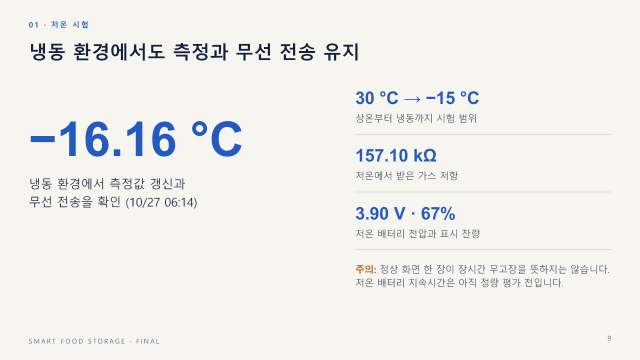 01 · 저온 시험
냉동 환경에서도 측정과 무선 전송 유지
−16.16 °C
냉동 환경에서 측정값 갱신과
무선 전송을 확인 (10/27 06:14)
30 °C → −15 °C
상온부터 냉동까지 시험 범위
157.10 kΩ
저온에서 받은 가스 저항
3.90 V · 67%
저온 배터리 전압과 표시 잔량
주의: 정상 화면 한 장이 장시간 무고장을 뜻하지는 않습니다.
저온 배터리 지속시간은 아직 정량 평가 전입니다.
SMART FOOD STORAGE · FINAL
9